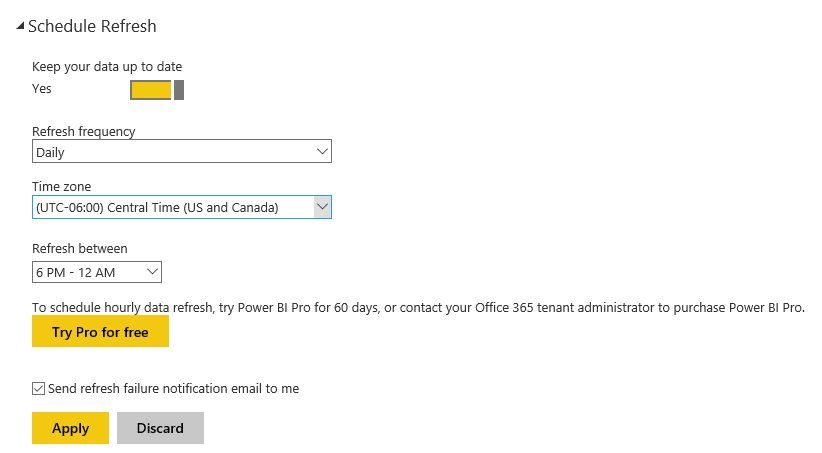 Schedule Refresh
Keep your data up to date
Yes
Refresh frequency
Daily
Time zone
(UTC-06:00) Central Time (US and Canada)
Refresh between
6 PM - 12 AM
To schedule hourly data refresh, try Power BI Pro for 60 days, or contact your Office 365 tenant administrator to purchase Power BI Pro.
Try Pro for free
Send refresh failure notification email to me
Apply Discard